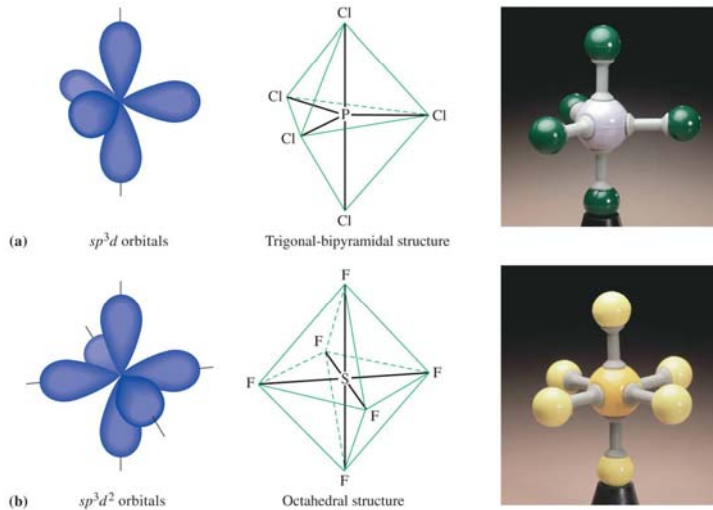 Cl
Cl
P
Cl
Cl
Cl
(a) sp³d orbitals Trigonal-bipyramidal structure
F
F
F
S
F
F
F
(b) sp³d² orbitals Octahedral structure